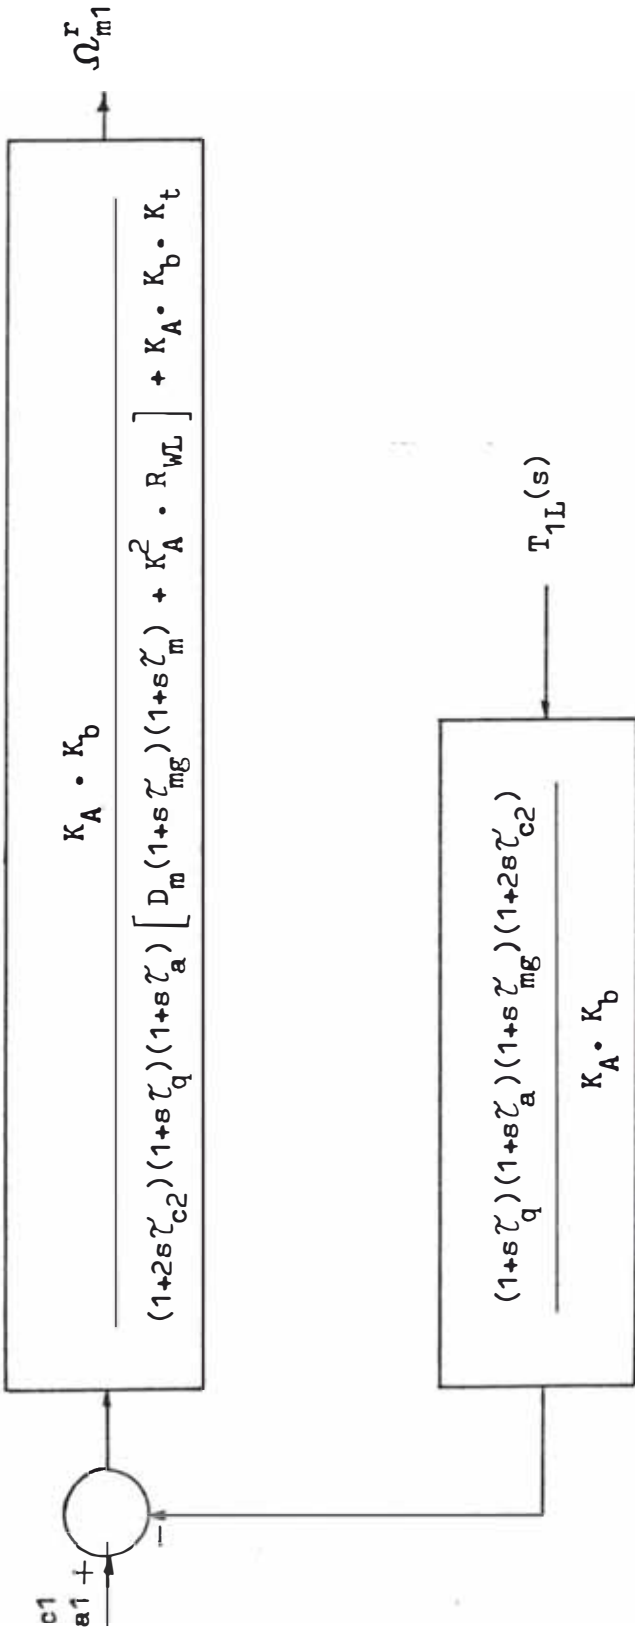 c1
a1 +
−
K_A • K_b
(1+2sτ_c2)(1+sτ_q)(1+sτ_a) [ D_m(1+sτ_mg)(1+sτ_m) + K_A^2 • R_WL ] + K_A • K_b • K_t
Ω_m1^r
(1+sτ_q)(1+sτ_a)(1+sτ_mg)(1+2sτ_c2)
K_A • K_b
T_1L(s)